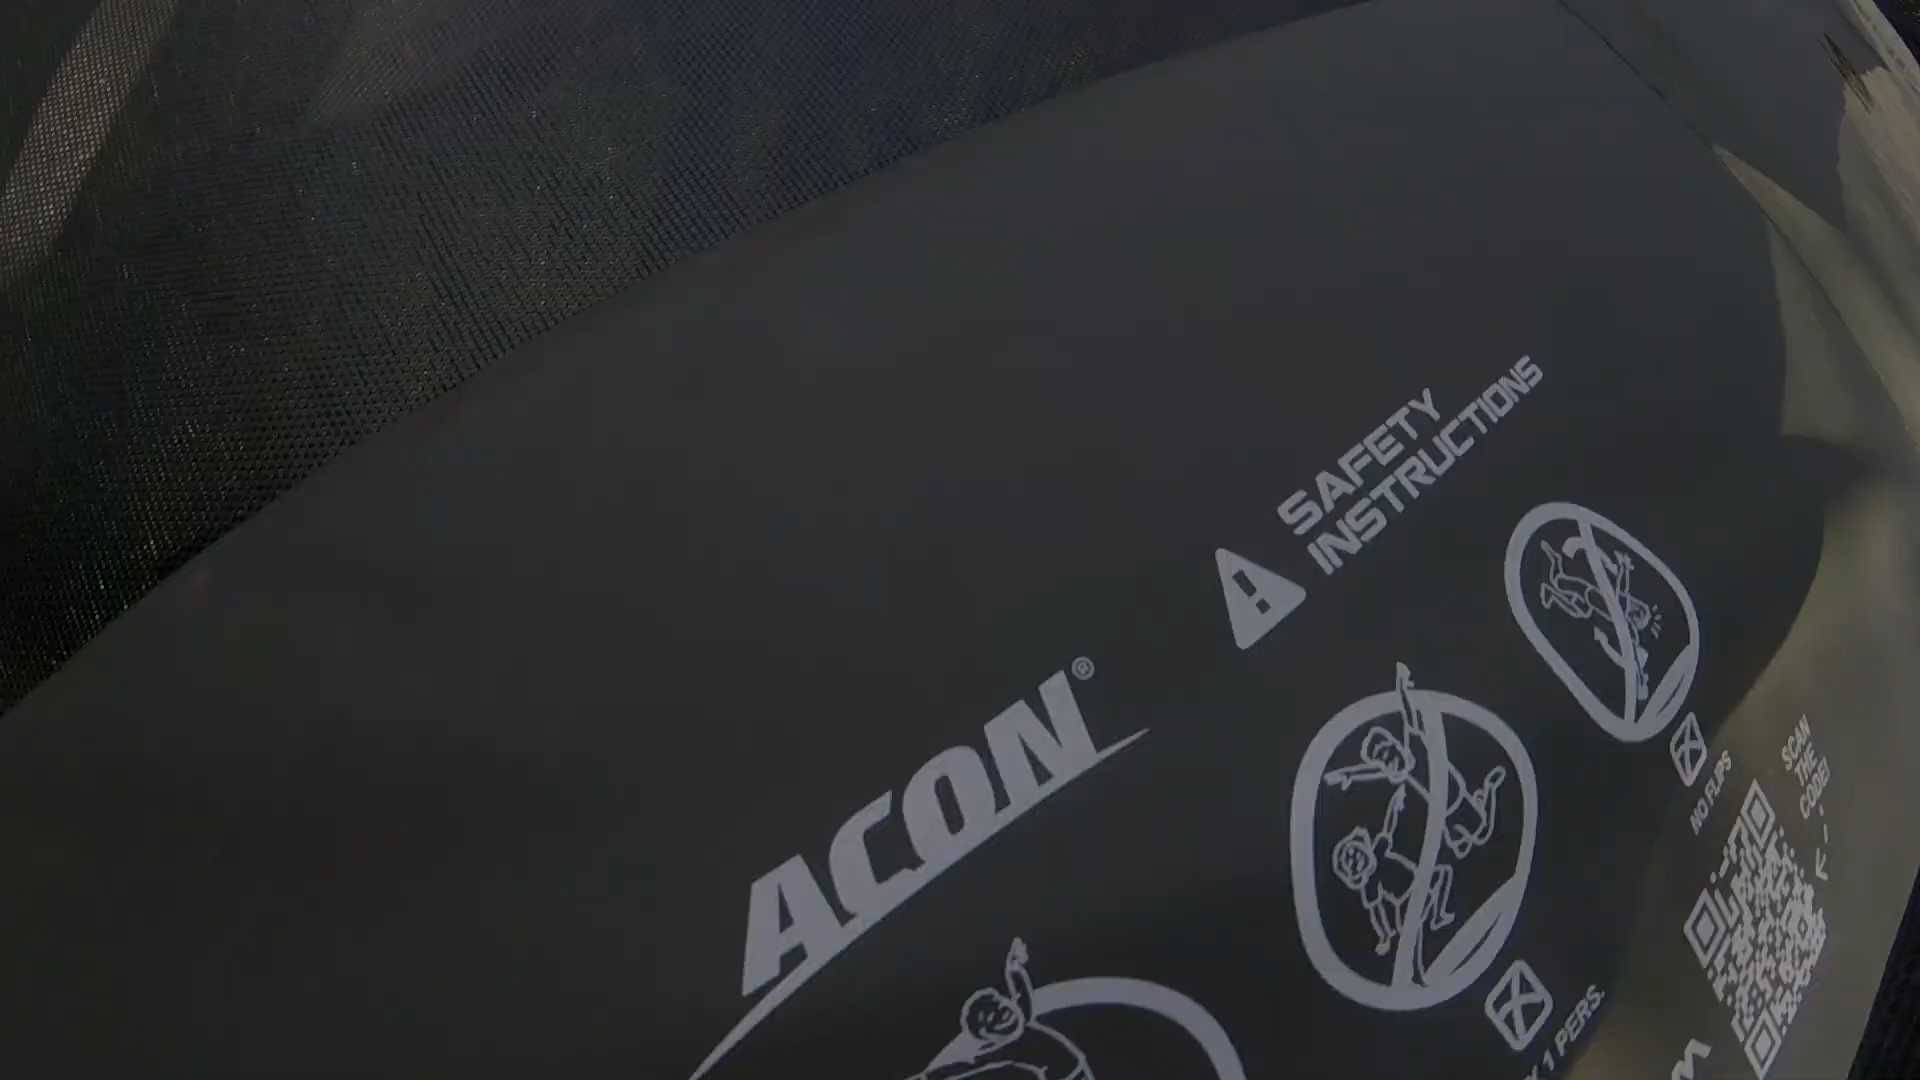 ACON®
SAFETY
INSTRUCTIONS
NO FLIPS
1 PERS.
SCAN
THE
CODE!